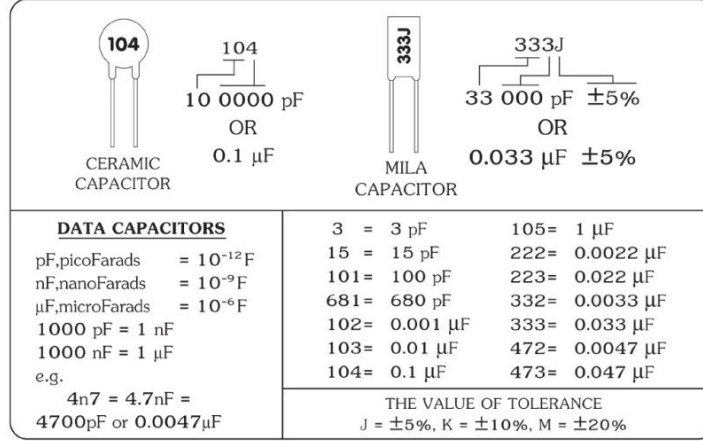 104
104
10 0000 pF
OR
0.1 µF
CERAMIC
CAPACITOR
333J
333J
33 000 pF ±5%
OR
0.033 µF ±5%
MILA
CAPACITOR
DATA CAPACITORS
pF,picoFarads = 10⁻¹²F
nF,nanoFarads = 10⁻⁹F
µF,microFarads = 10⁻⁶F
1000 pF = 1 nF
1000 nF = 1 µF
e.g.
4n7 = 4.7nF =
4700pF or 0.0047µF
3 = 3 pF
15 = 15 pF
101= 100 pF
681= 680 pF
102= 0.001 µF
103= 0.01 µF
104= 0.1 µF
105= 1 µF
222= 0.0022 µF
223= 0.022 µF
332= 0.0033 µF
333= 0.033 µF
472= 0.0047 µF
473= 0.047 µF
THE VALUE OF TOLERANCE
J = ±5%, K = ±10%, M = ±20%